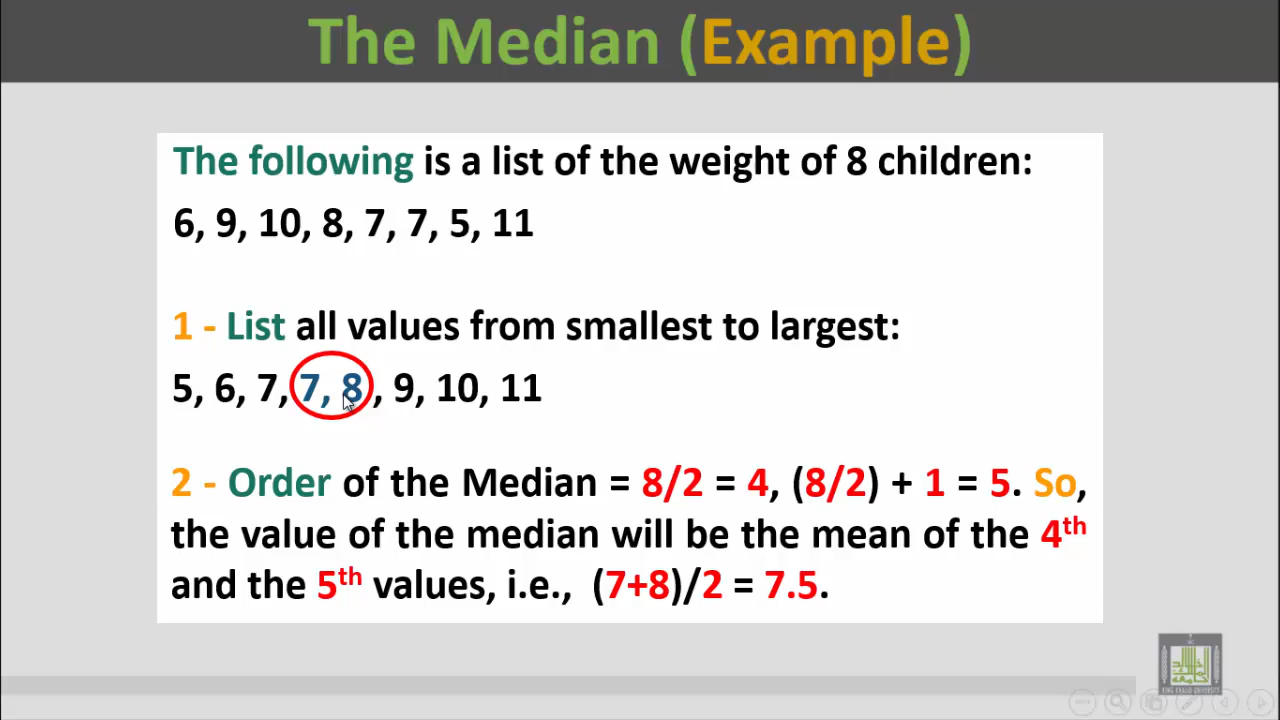 The Median (Example)
The following is a list of the weight of 8 children:
6, 9, 10, 8, 7, 7, 5, 11
1 - List all values from smallest to largest:
5, 6, 7, 7, 8 , 9, 10, 11
2 - Order of the Median = 8/2 = 4, (8/2) + 1 = 5. So,
the value of the median will be the mean of the 4th
and the 5th values, i.e., (7+8)/2 = 7.5.
KING KHALID UNIVERSITY